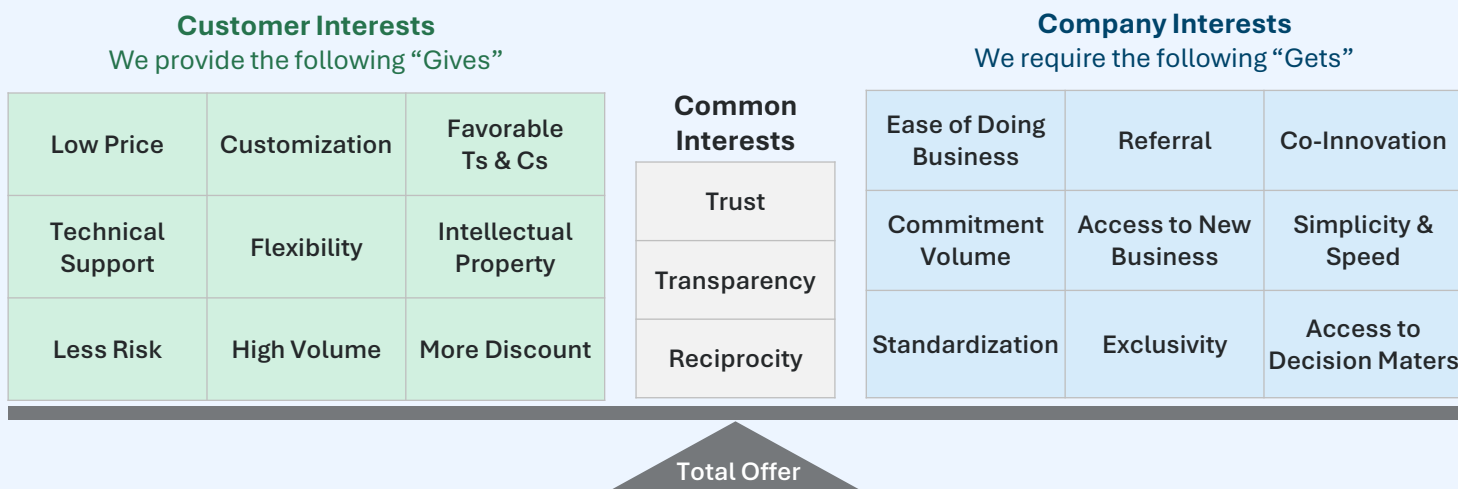 Customer Interests
We provide the following “Gives”
Low Price
Customization
Favorable
Ts & Cs
Technical
Support
Flexibility
Intellectual
Property
Less Risk
High Volume
More Discount
Common
Interests
Trust
Transparency
Reciprocity
Company Interests
We require the following “Gets”
Ease of Doing
Business
Referral
Co-Innovation
Commitment
Volume
Access to New
Business
Simplicity &
Speed
Standardization
Exclusivity
Access to
Decision Maters
Total Offer